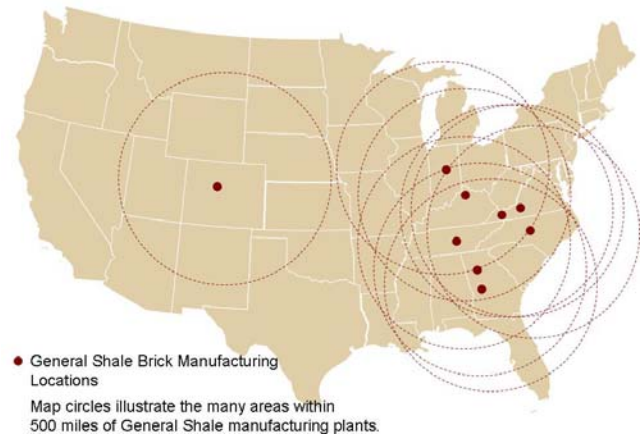 General Shale Brick Manufacturing
Locations
Map circles illustrate the many areas within
500 miles of General Shale manufacturing plants.